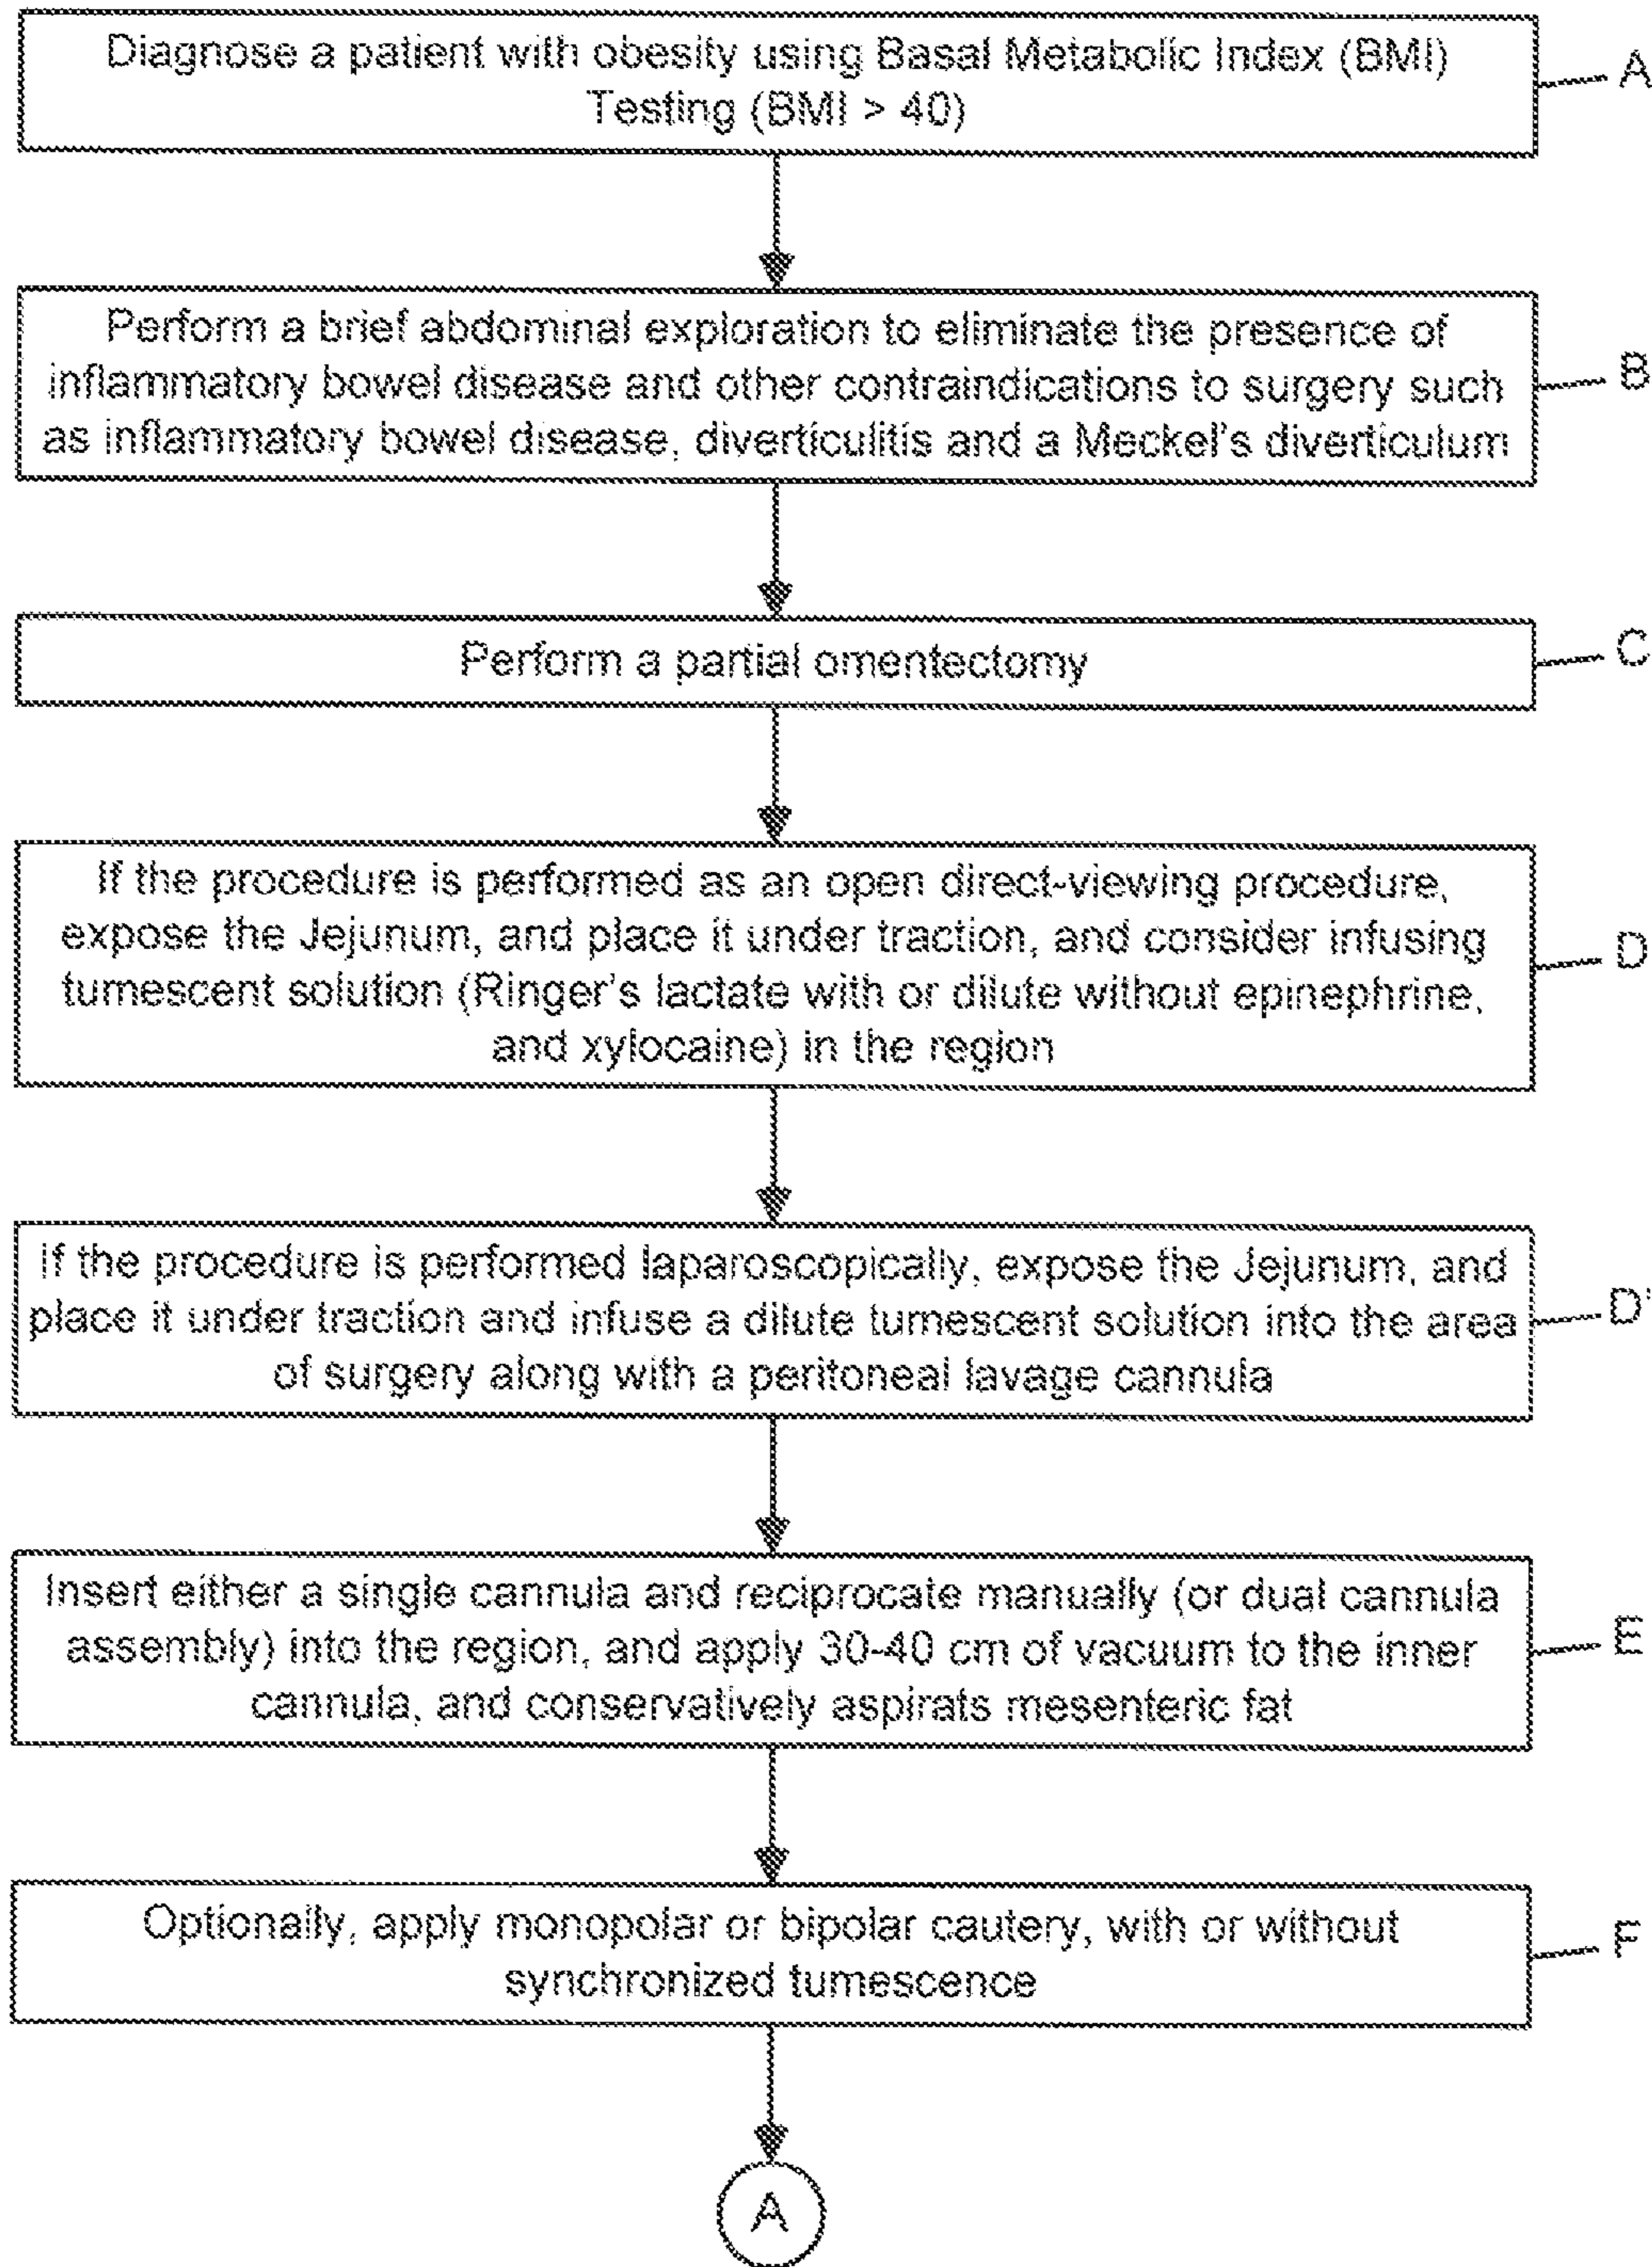 Diagnose a patient with obesity using Basal Metabolic Index (BMI)
Testing (BMI > 40)
A
Perform a brief abdominal exploration to eliminate the presence of
inflammatory bowel disease and other contraindications to surgery such
as inflammatory bowel disease, diverticulitis and a Meckel's diverticulum
B
Perform a partial omentectomy
C
If the procedure is performed as an open direct-viewing procedure,
expose the Jejunum, and place it under traction, and consider infusing
tumescent solution (Ringer's lactate with or dilute without epinephrine,
and xylocaine) in the region
D
If the procedure is performed laparoscopically, expose the Jejunum, and
place it under traction and infuse a dilute tumescent solution into the area
of surgery along with a peritoneal lavage cannula
D'
Insert either a single cannula and reciprocate manually (or dual cannula
assembly) into the region, and apply 30-40 cm of vacuum to the inner
cannula, and conservatively aspirats mesenteric fat
E
Optionally, apply monopolar or bipolar cautery, with or without
synchronized tumescence
F
A